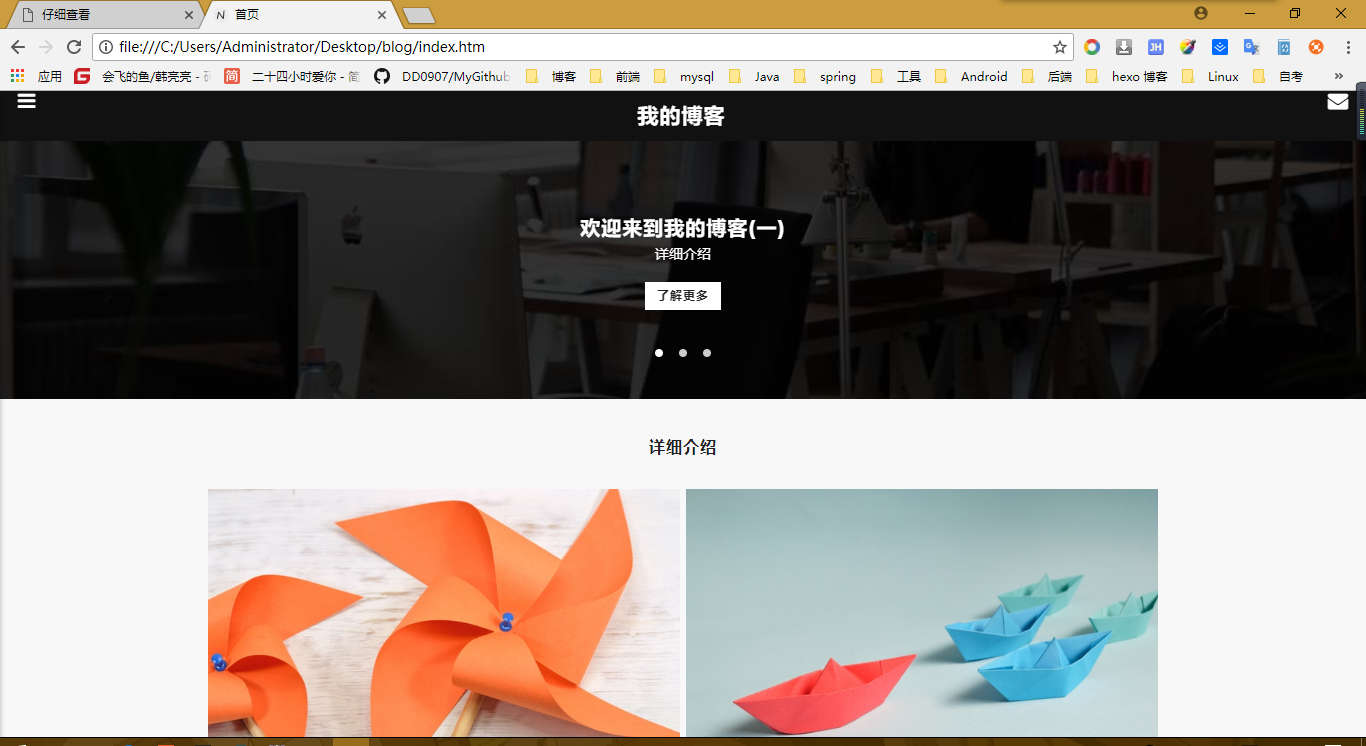 仔细查看
首页
file:///C:/Users/Administrator/Desktop/blog/index.htm
应用 会飞的鱼/韩亮亮 - 简 二十四小时爱你 - 简 DD0907/MyGithub 博客 前端 mysql Java spring 工具 Android 后端 hexo 博客 Linux 自考 »
我的博客
欢迎来到我的博客(一)
详细介绍
了解更多
详细介绍